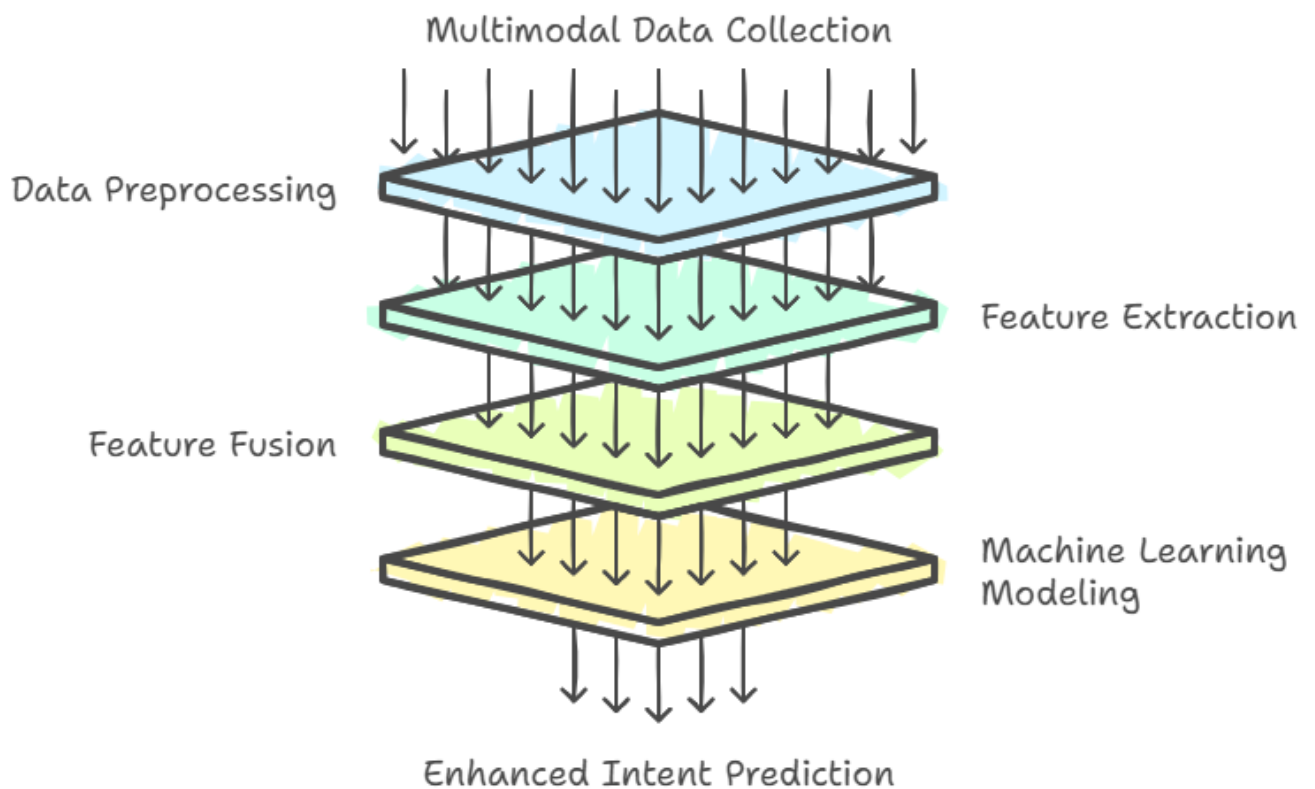 Multimodal Data Collection
Data Preprocessing
Feature Extraction
Feature Fusion
Machine Learning
Modeling
Enhanced Intent Prediction